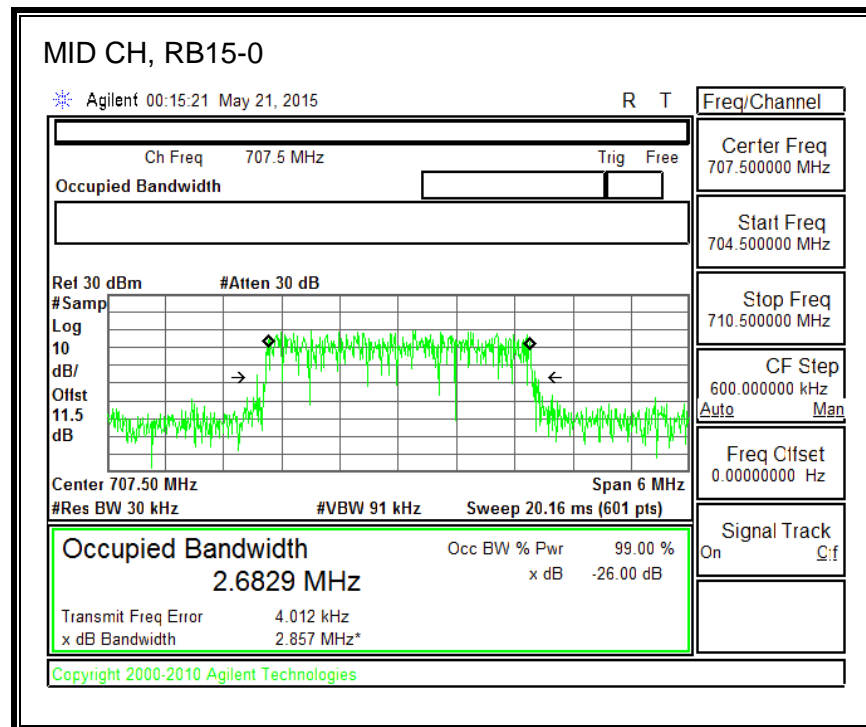 MID CH, RB15-0
Agilent 00:15:21 May 21, 2015 R T
Freq/Channel
Ch Freq 707.5 MHz Trig Free
Occupied Bandwidth
Center Freq
707.500000 MHz
Start Freq
704.500000 MHz
Stop Freq
710.500000 MHz
CF Step
600.000000 kHz
Auto Man
Freq Offset
0.00000000 Hz
Signal Track
On Off
Ref 30 dBm #Atten 30 dB
#Samp
Log
10
dB/
Offst
11.5
dB
Center 707.50 MHz Span 6 MHz
#Res BW 30 kHz #VBW 91 kHz Sweep 20.16 ms (601 pts)
Occupied Bandwidth Occ BW % Pwr 99.00 %
2.6829 MHz x dB -26.00 dB
Transmit Freq Error 4.012 kHz
x dB Bandwidth 2.857 MHz*
Copyright 2000-2010 Agilent Technologies